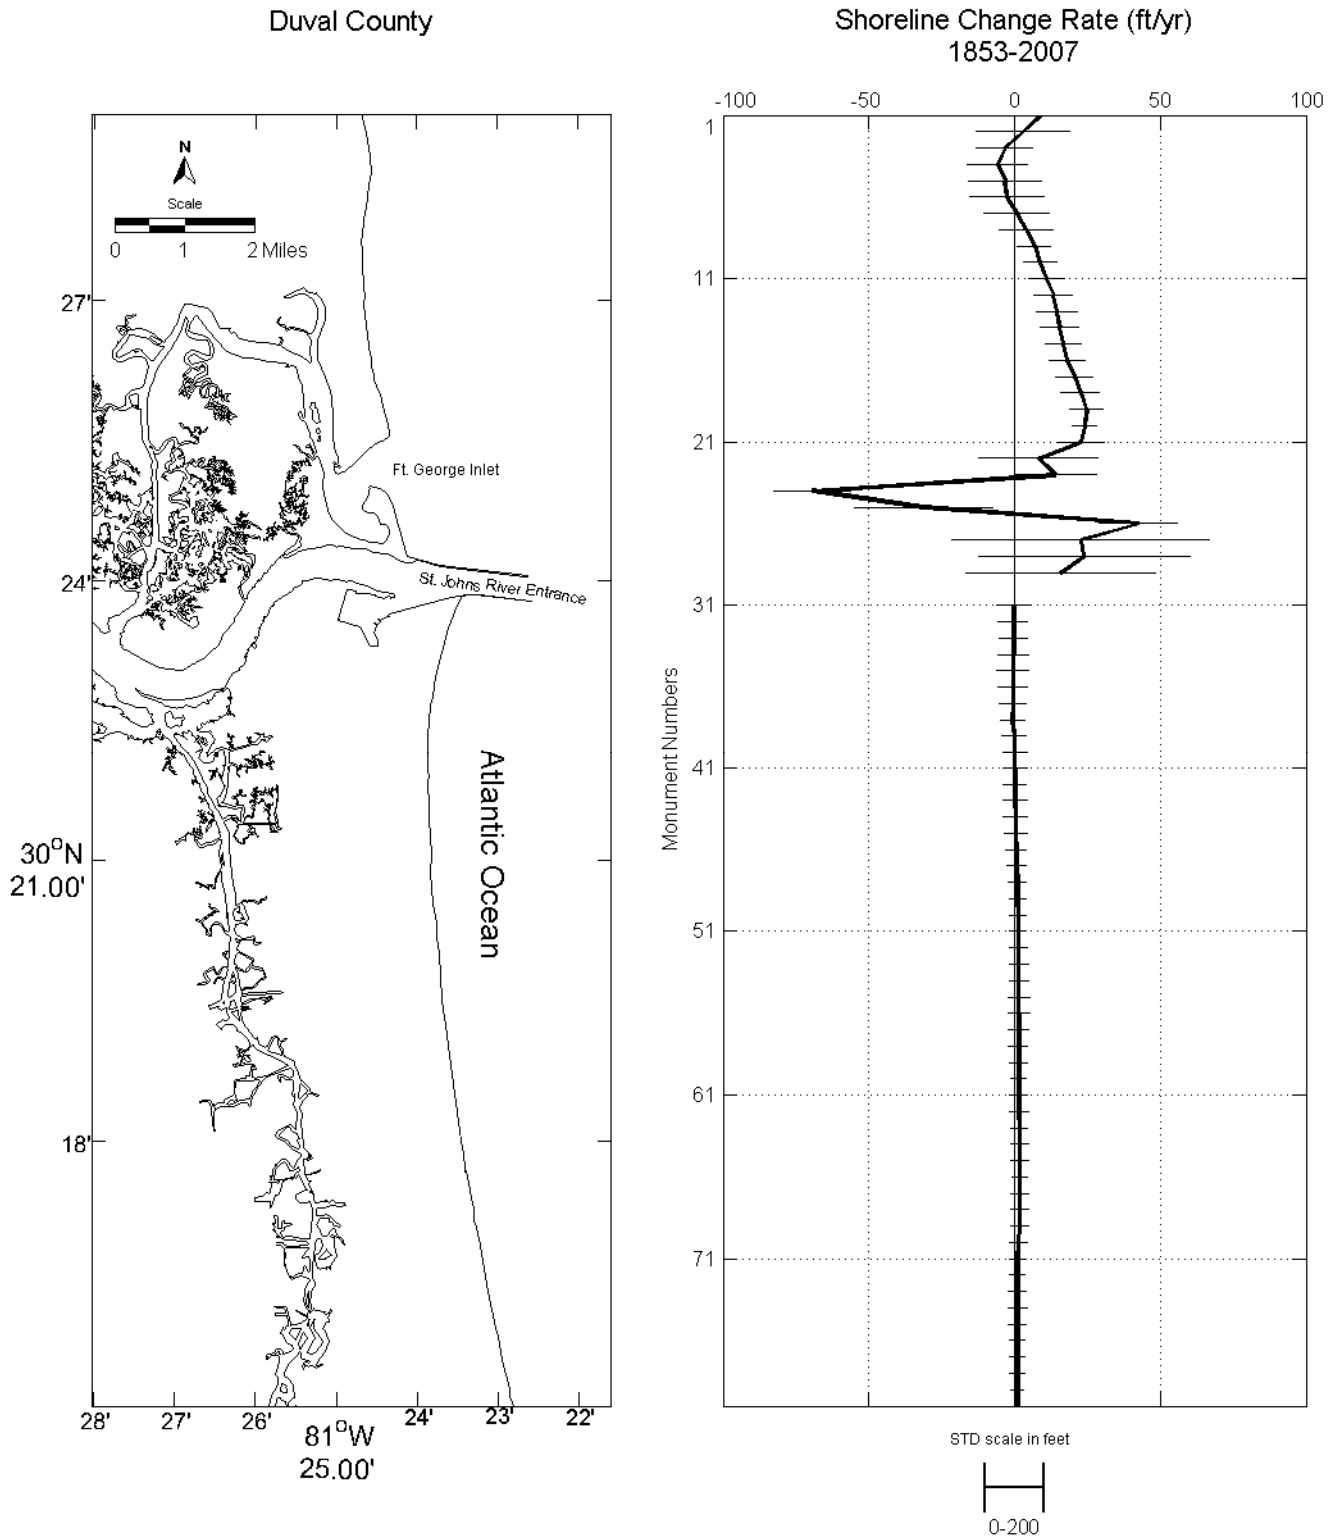 Duval County
Shoreline Change Rate (ft/yr)
1853-2007
-100 -50 0 50 100
1
N
Scale
0 1 2 Miles
11
27'
21
Ft. George Inlet
24'
St. Johns River Entrance
31
Monument Numbers
41
Atlantic Ocean
30°N
21.00'
51
61
18'
71
28' 27' 26' 24' 23' 22'
81°W
25.00'
STD scale in feet
0-200